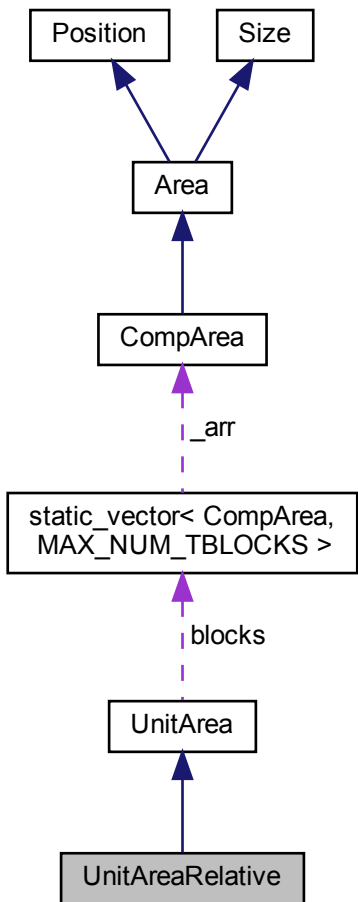 Position
Size
Area
CompArea
_arr
static_vector< CompArea,
MAX_NUM_TBLOCKS >
blocks
UnitArea
UnitAreaRelative